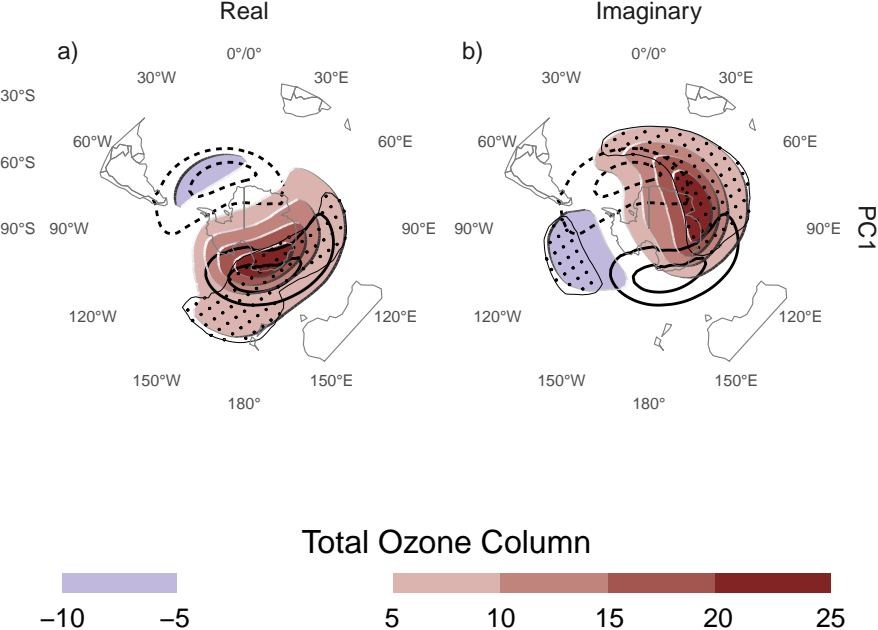 Real
Imaginary
a)
b)
0°/0°
0°/0°
30°W
30°E
30°W
30°E
30°S
60°W
60°E
60°W
60°E
60°S
90°S
90°W
90°E
90°W
90°E
PC1
120°W
120°E
120°W
120°E
150°W
150°E
150°W
150°E
180°
180°
Total Ozone Column
−10
−5
5
10
15
20
25